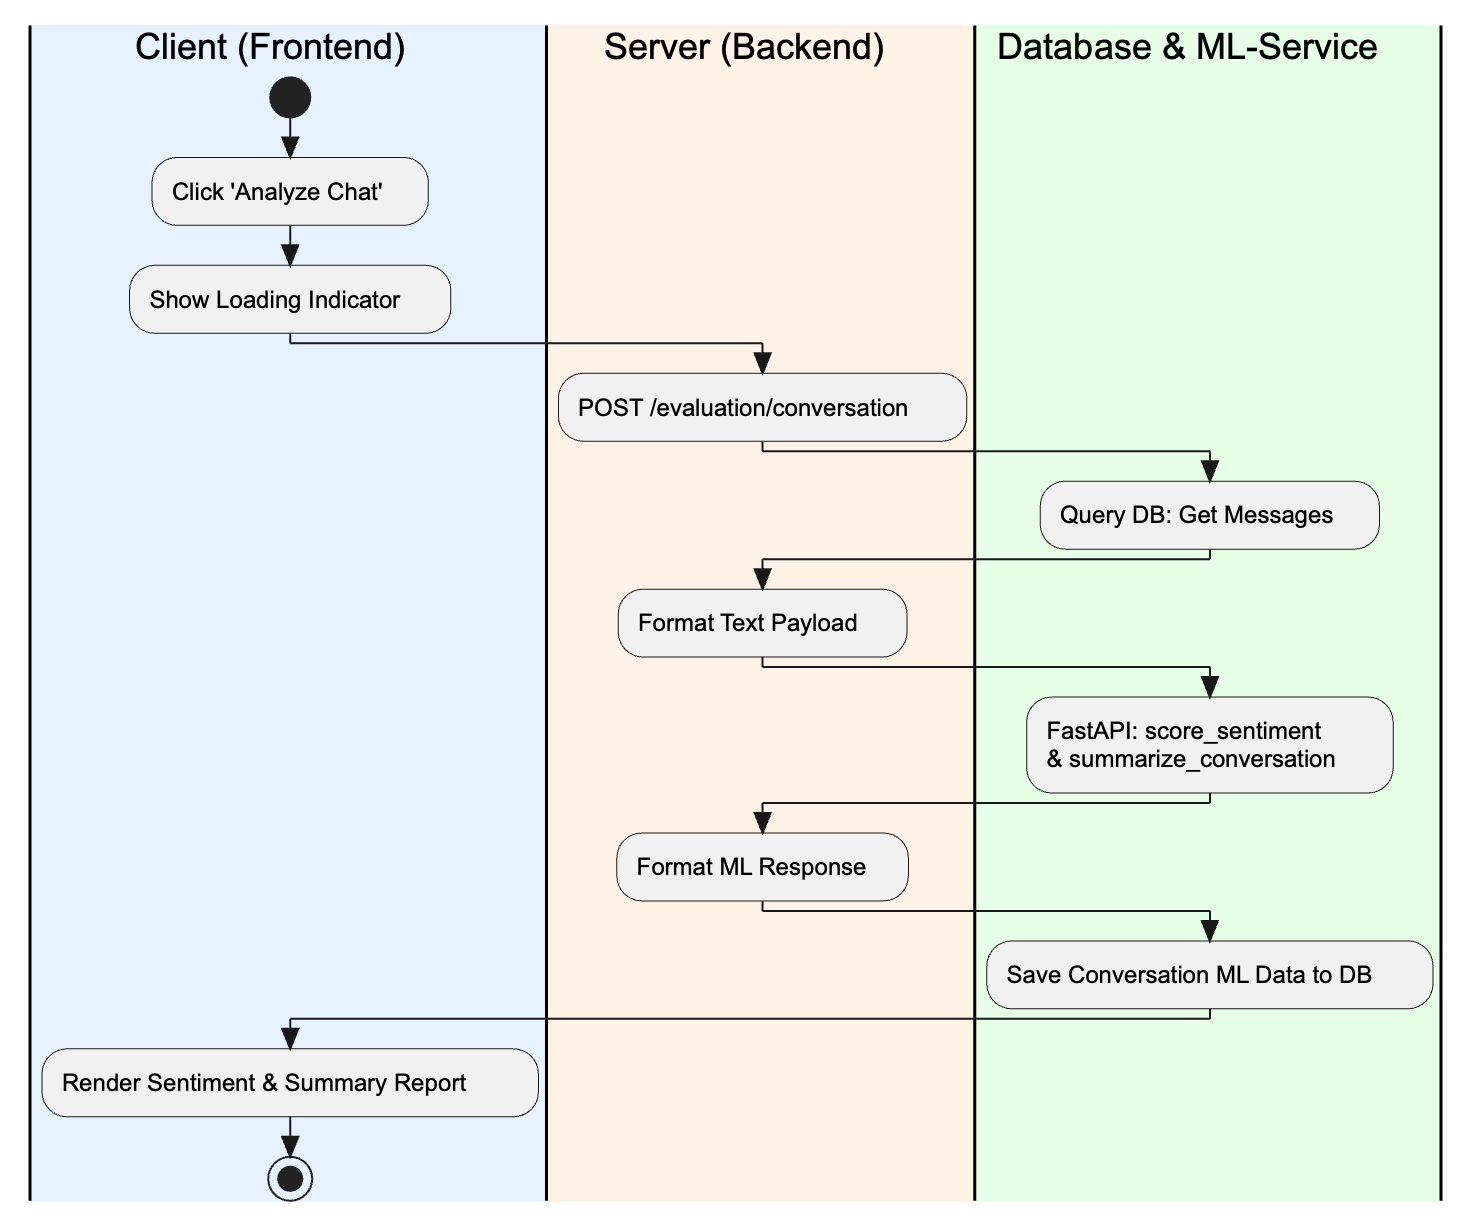 Client (Frontend)
Server (Backend)
Database & ML-Service
Click 'Analyze Chat'
Show Loading Indicator
POST /evaluation/conversation
Query DB: Get Messages
Format Text Payload
FastAPI: score_sentiment
& summarize_conversation
Format ML Response
Save Conversation ML Data to DB
Render Sentiment & Summary Report